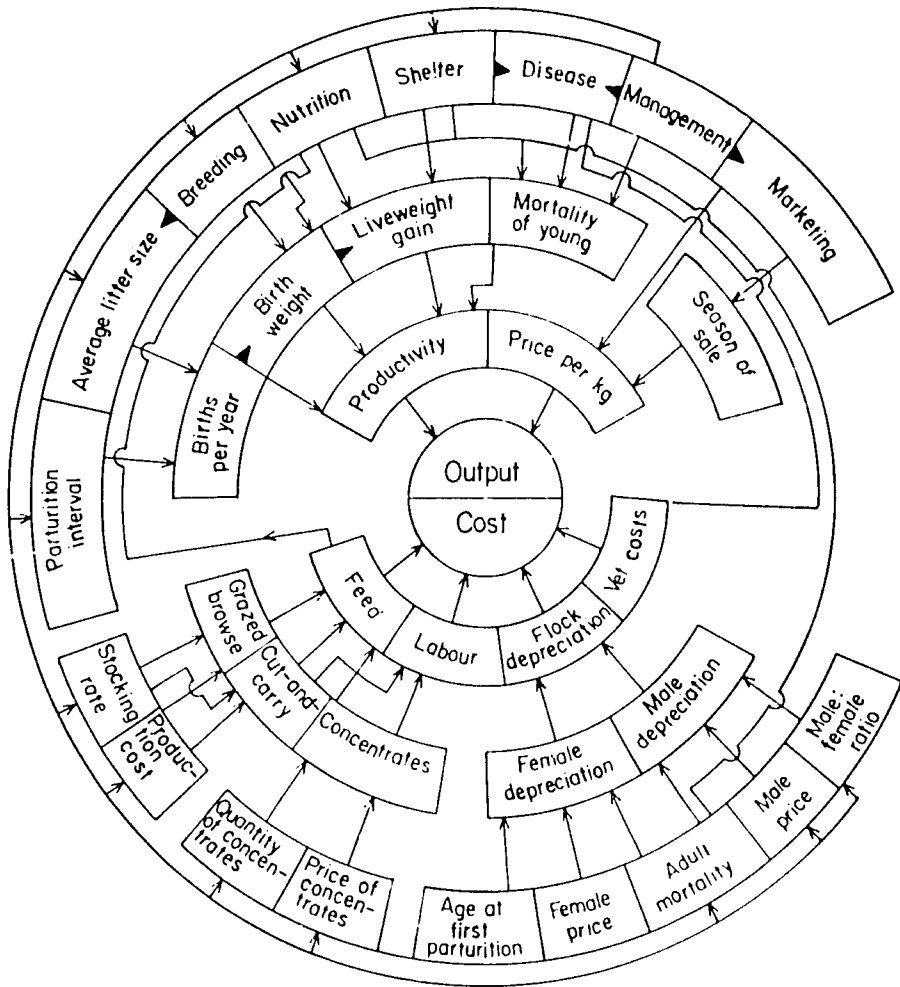 Shelter
Disease
Nutrition
Management
Breeding
Marketing
Average litter size
Liveweight
gain
Mortality
of young
Birth
weight
Season of
sale
Productivity
Price per kg
Births
per year
Parturition
interval
Output
Cost
Vet costs
Feed
Labour
Flock
depreciation
Grazed
browse
Cut-and-
carry
Concentrates
Stocking
rate
Produc-
tion
cost
Male
depreciation
Female
depreciation
Male:
female
ratio
Male
price
Quantity
of concen-
trates
Price of
concen-
trates
Age at
first
parturition
Female
price
Adult
mortality